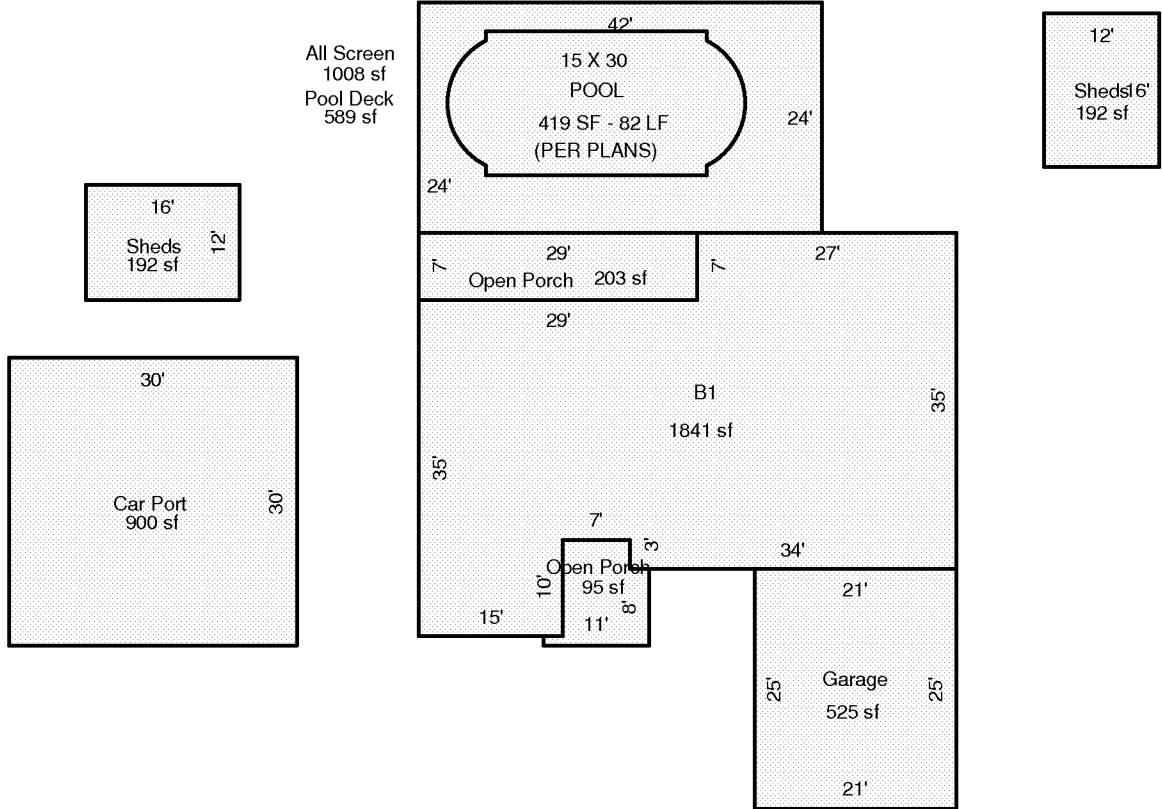 All Screen
1008 sf
Pool Deck
589 sf
42'
15 X 30
POOL
419 SF - 82 LF
(PER PLANS)
24'
24'
12'
Sheds
16'
192 sf
16'
12'
Sheds
192 sf
29'
7'
Open Porch
203 sf
7'
27'
29'
B1
1841 sf
35'
35'
30'
30'
Car Port
900 sf
7'
3'
34'
Open Porch
95 sf
10'
8'
15'
11'
21'
25'
Garage
25'
525 sf
21'